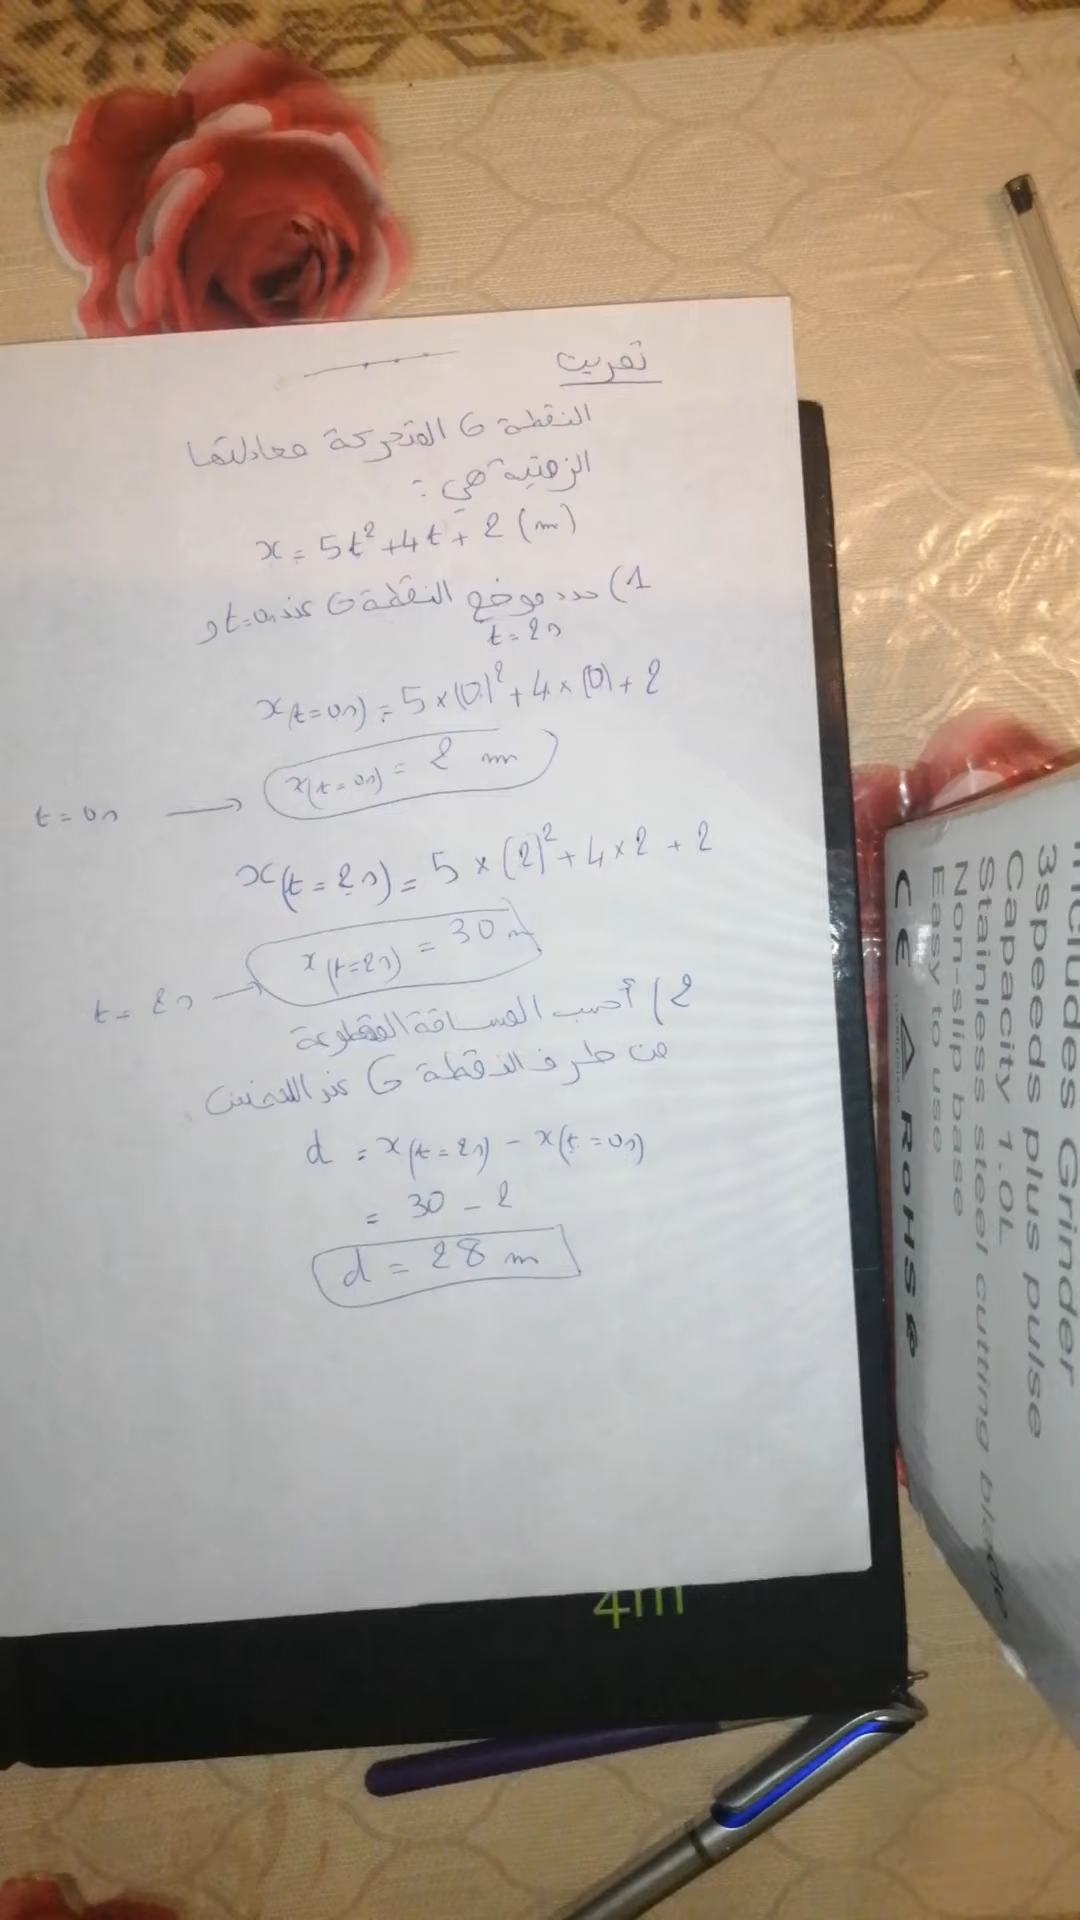 تمرين
النقطة G المتحركة معادلتها
الزمنية هي :
x = 5t² + 4t + 2 (m)
1) حدد موضع النقطة G عند t=0s و
t = 2s
x(t=0s) = 5 × (0)² + 4 × (0) + 2
x(t=0s) = 2 m
t = 0s →
x(t=2s) = 5 × (2)² + 4 × 2 + 2
x(t=2s) = 30 m
t = 2s →
2) أحسب المسافة المقطوعة
من طرف النقطة G عند اللحظتين.
d = x(t=2s) - x(t=0s)
= 30 - 2
d = 28 m
Includes Grinder
3speeds plus pulse
Capacity 1.0L
Stainless steel cutting
Non-slip base
Easy to use
CE
ROHS
4m